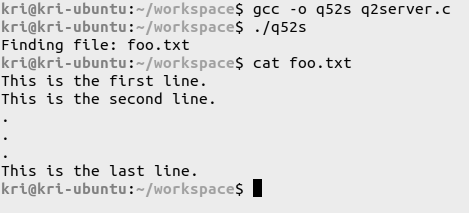 kri@kri-ubuntu:~/workspace$ gcc -o q52s q2server.c
kri@kri-ubuntu:~/workspace$ ./q52s
Finding file: foo.txt
kri@kri-ubuntu:~/workspace$ cat foo.txt
This is the first line.
This is the second line.
.
.
.
This is the last line.
kri@kri-ubuntu:~/workspace$